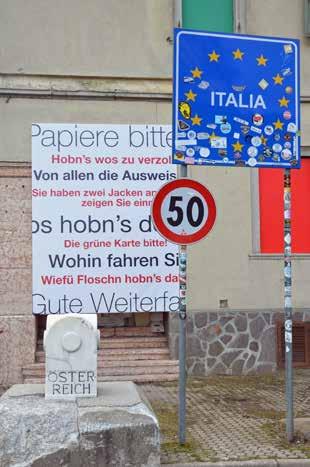 Papiere bitte
Hobn's wos zu verzol
Von allen die Ausweis
Sie haben zwei Jacken an
zeigen Sie ein
os hobn's d
Die grüne Karte bitte!
Wohin fahren Si
Wiefü Floschn hobn's da
Gute Weiterfa
ITALIA
50
ÖSTER
REICH